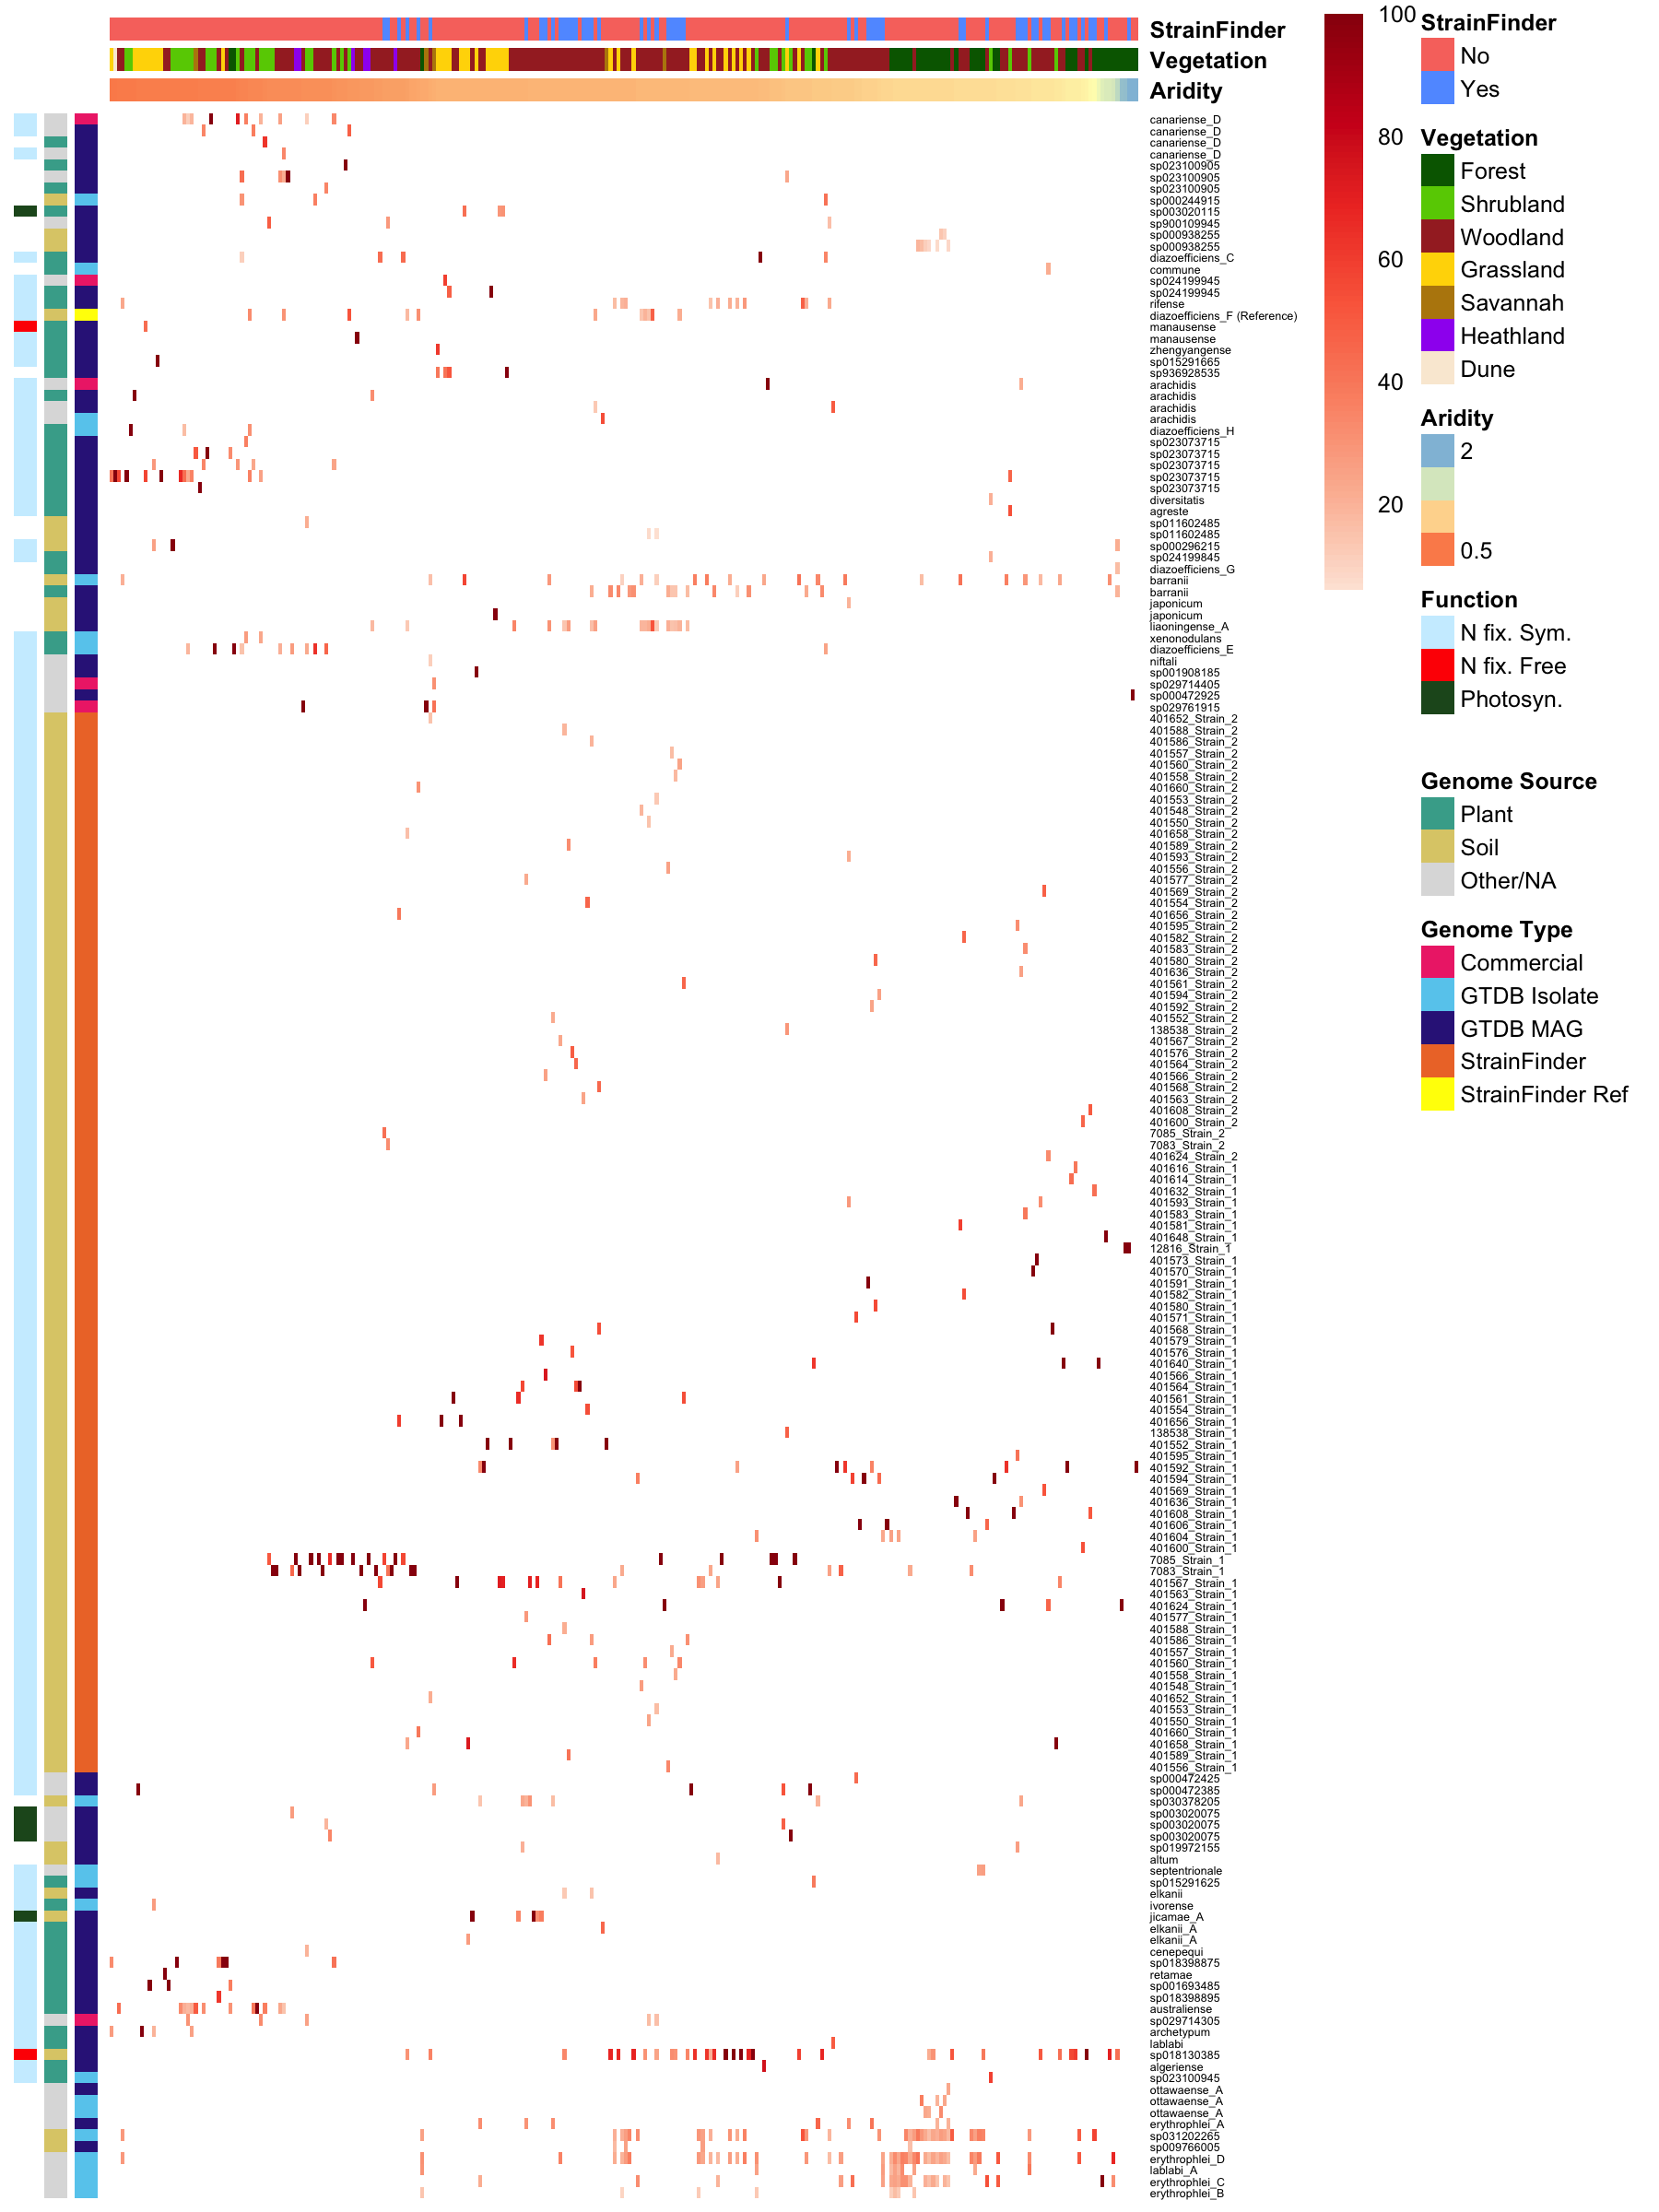 StrainFinder
Vegetation
Aridity
canariense_D
canariense_D
canariense_D
canariense_D
sp023100905
sp023100905
sp023100905
sp000244915
sp003020115
sp900109945
sp000938255
sp000938255
diazoefficiens_C
commune
sp024199945
sp024199945
rifense
diazoefficiens_F (Reference)
manausense
manausense
zhengyangense
sp015291665
sp936928535
arachidis
arachidis
arachidis
arachidis
diazoefficiens_H
sp023073715
sp023073715
sp023073715
sp023073715
sp023073715
diversitatis
agreste
sp011602485
sp011602485
sp000296215
sp024199845
diazoefficiens_G
barranii
barranii
japonicum
japonicum
liaoningense_A
xenonodulans
diazoefficiens_E
niftali
sp001908185
sp029714405
sp000472925
sp029761915
401652_Strain_2
401588_Strain_2
401586_Strain_2
401557_Strain_2
401560_Strain_2
401558_Strain_2
401660_Strain_2
401553_Strain_2
401548_Strain_2
401550_Strain_2
401658_Strain_2
401589_Strain_2
401593_Strain_2
401556_Strain_2
401577_Strain_2
401569_Strain_2
401554_Strain_2
401656_Strain_2
401595_Strain_2
401582_Strain_2
401583_Strain_2
401580_Strain_2
401636_Strain_2
401561_Strain_2
401594_Strain_2
401592_Strain_2
401552_Strain_2
138538_Strain_2
401567_Strain_2
401576_Strain_2
401564_Strain_2
401566_Strain_2
401568_Strain_2
401563_Strain_2
401608_Strain_2
401600_Strain_2
7085_Strain_2
7083_Strain_2
401624_Strain_2
401616_Strain_1
401614_Strain_1
401632_Strain_1
401593_Strain_1
401583_Strain_1
401581_Strain_1
401648_Strain_1
12816_Strain_1
401573_Strain_1
401570_Strain_1
401591_Strain_1
401582_Strain_1
401580_Strain_1
401571_Strain_1
401568_Strain_1
401579_Strain_1
401576_Strain_1
401640_Strain_1
401566_Strain_1
401564_Strain_1
401561_Strain_1
401554_Strain_1
401656_Strain_1
138538_Strain_1
401552_Strain_1
401595_Strain_1
401592_Strain_1
401594_Strain_1
401569_Strain_1
401636_Strain_1
401608_Strain_1
401606_Strain_1
401604_Strain_1
401600_Strain_1
7085_Strain_1
7083_Strain_1
401567_Strain_1
401563_Strain_1
401624_Strain_1
401577_Strain_1
401588_Strain_1
401586_Strain_1
401557_Strain_1
401560_Strain_1
401558_Strain_1
401548_Strain_1
401652_Strain_1
401553_Strain_1
401550_Strain_1
401660_Strain_1
401658_Strain_1
401589_Strain_1
401556_Strain_1
sp000472425
sp000472385
sp030378205
sp003020075
sp003020075
sp003020075
sp019972155
altum
septentrionale
sp015291625
elkanii
ivorense
jicamae_A
elkanii_A
elkanii_A
cenepequi
sp018398875
retamae
sp001693485
sp018398895
australiense
sp029714305
archetypum
lablabi
sp018130385
algeriense
sp023100945
ottawaense_A
ottawaense_A
ottawaense_A
erythrophlei_A
sp031202265
sp009766005
erythrophlei_D
lablabi_A
erythrophlei_C
erythrophlei_B
100
80
60
40
20
StrainFinder
No
Yes
Vegetation
Forest
Shrubland
Woodland
Grassland
Savannah
Heathland
Dune
Aridity
2
0.5
Function
N fix. Sym.
N fix. Free
Photosyn.
Genome Source
Plant
Soil
Other/NA
Genome Type
Commercial
GTDB Isolate
GTDB MAG
StrainFinder
StrainFinder Ref